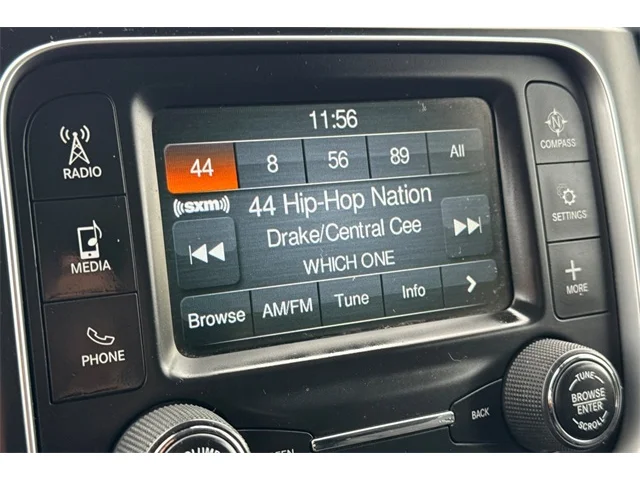 11:56
44 8 56 89 All
((sxm)) 44 Hip-Hop Nation
Drake/Central Cee
WHICH ONE
Browse AM/FM Tune Info >
RADIO
MEDIA
PHONE
N
COMPASS
SETTINGS
+
MORE
BACK
TUNE
BROWSE
ENTER
SCROLL